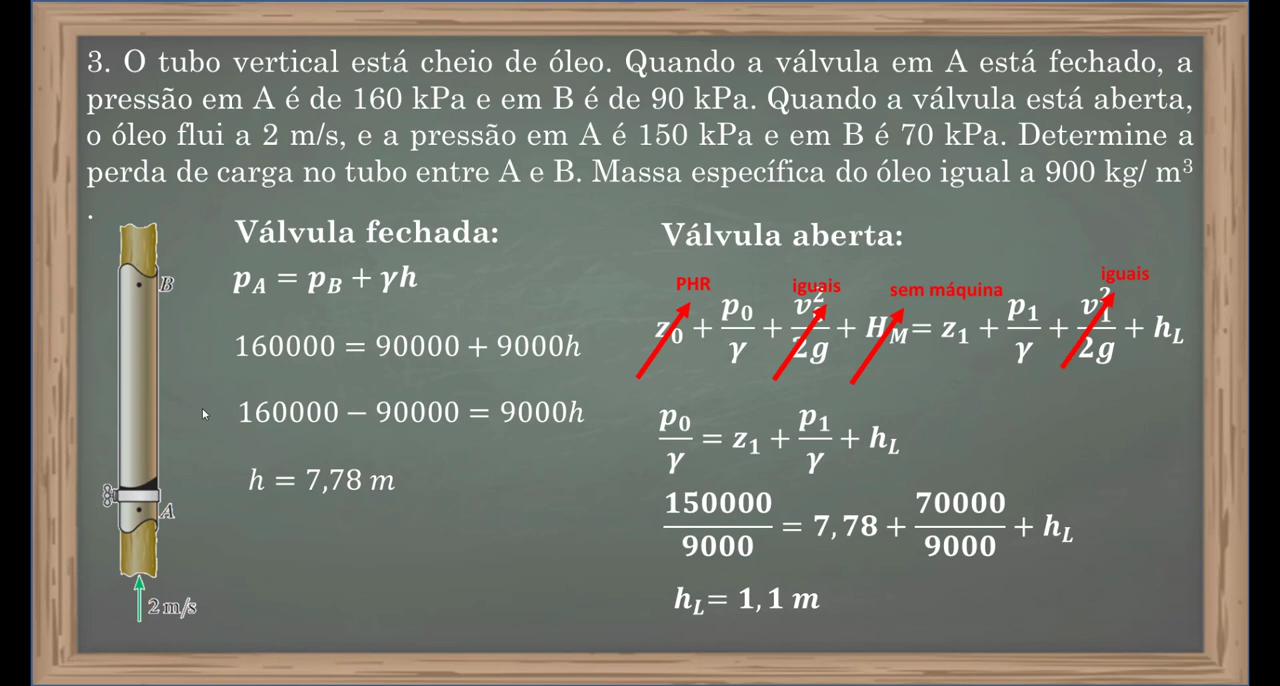 3. O tubo vertical está cheio de óleo. Quando a válvula em A está fechado, a
pressão em A é de 160 kPa e em B é de 90 kPa. Quando a válvula está aberta,
o óleo flui a 2 m/s, e a pressão em A é 150 kPa e em B é 70 kPa. Determine a
perda de carga no tubo entre A e B. Massa específica do óleo igual a 900 kg/ m³
.
Válvula fechada:
p_A = p_B + γh
160000 = 90000 + 9000h
160000 − 90000 = 9000h
h = 7,78 m
B
A
2 m/s
Válvula aberta:
PHR
iguais
sem máquina
iguais
z_0 + p_0/γ + v_0²/2g + H_M = z_1 + p_1/γ + v_1²/2g + h_L
p_0/γ = z_1 + p_1/γ + h_L
150000/9000 = 7,78 + 70000/9000 + h_L
h_L = 1,1 m